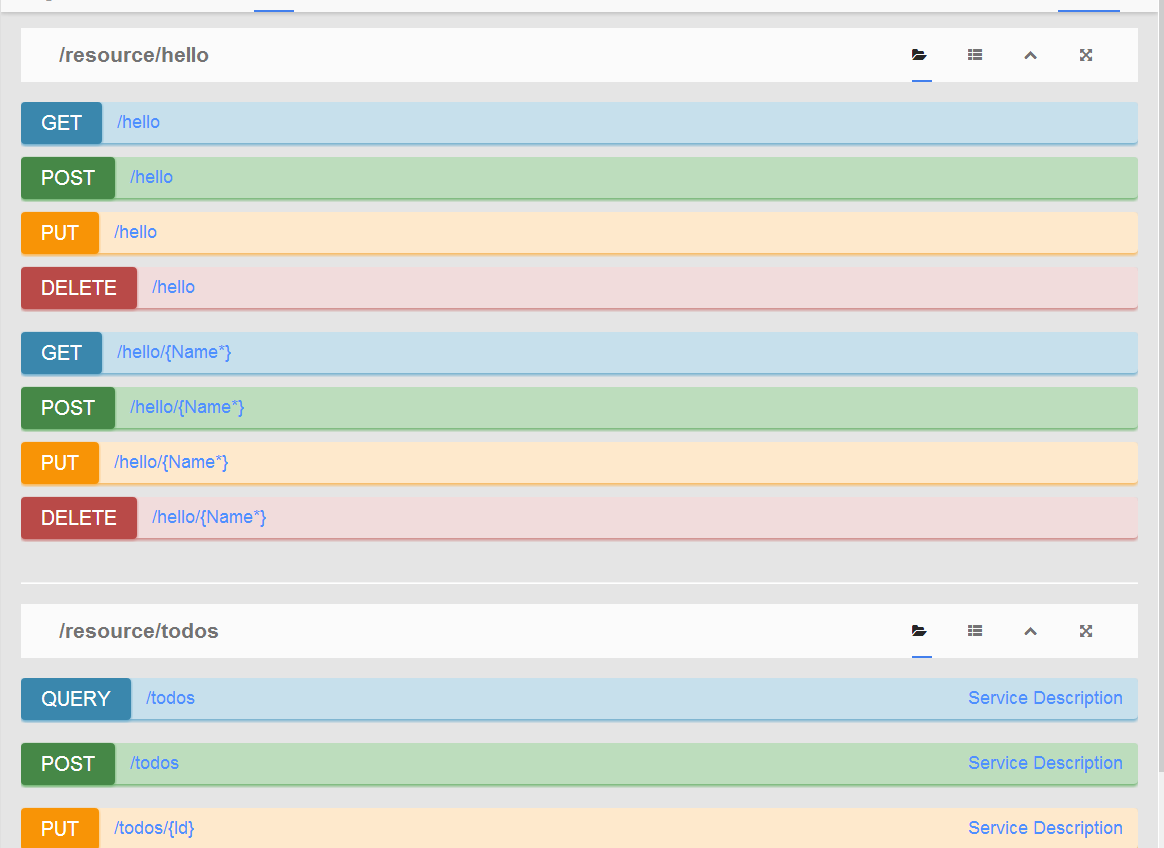 /resource/hello
GET /hello
POST /hello
PUT /hello
DELETE /hello
GET /hello/{Name*}
POST /hello/{Name*}
PUT /hello/{Name*}
DELETE /hello/{Name*}
/resource/todos
QUERY /todos Service Description
POST /todos Service Description
PUT /todos/{Id} Service Description